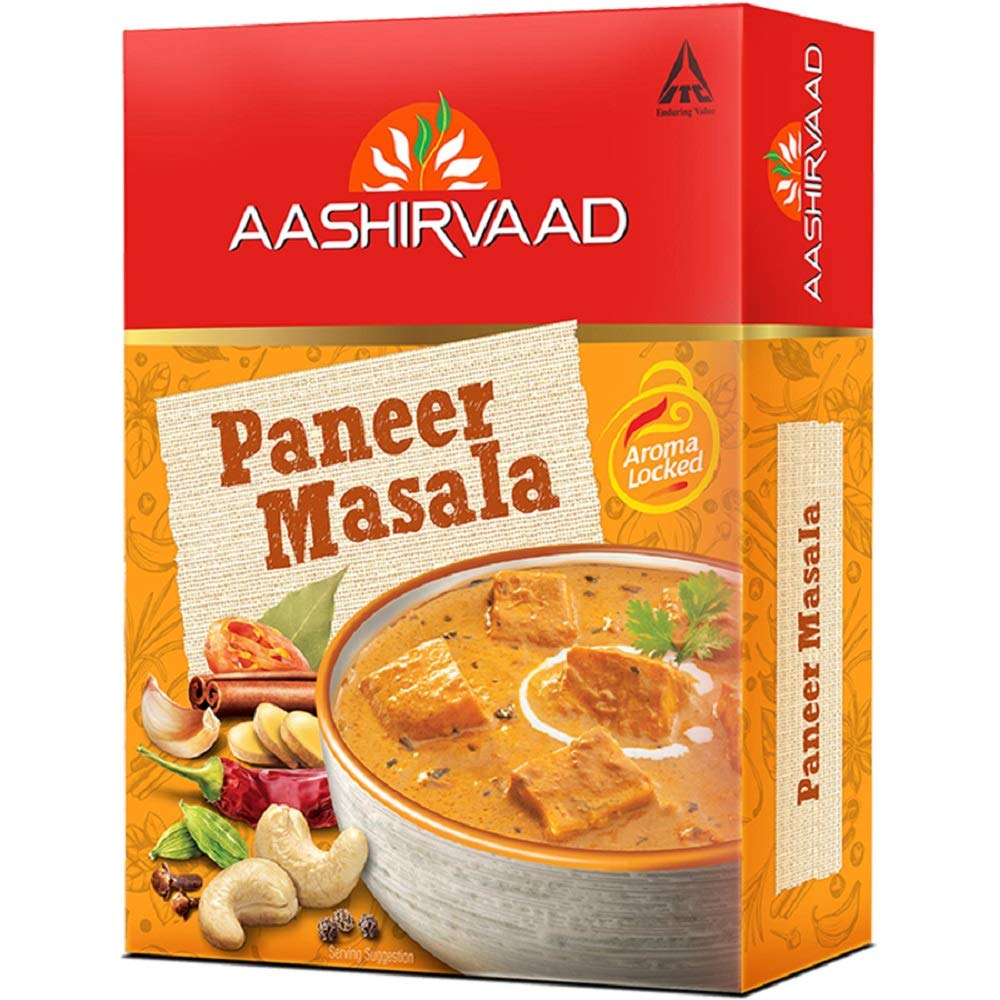 ITC
Enduring Value
AASHIRVAAD
Paneer
Masala
Aroma
Locked
Serving Suggestion
AASHIRVAAD
Paneer Masala